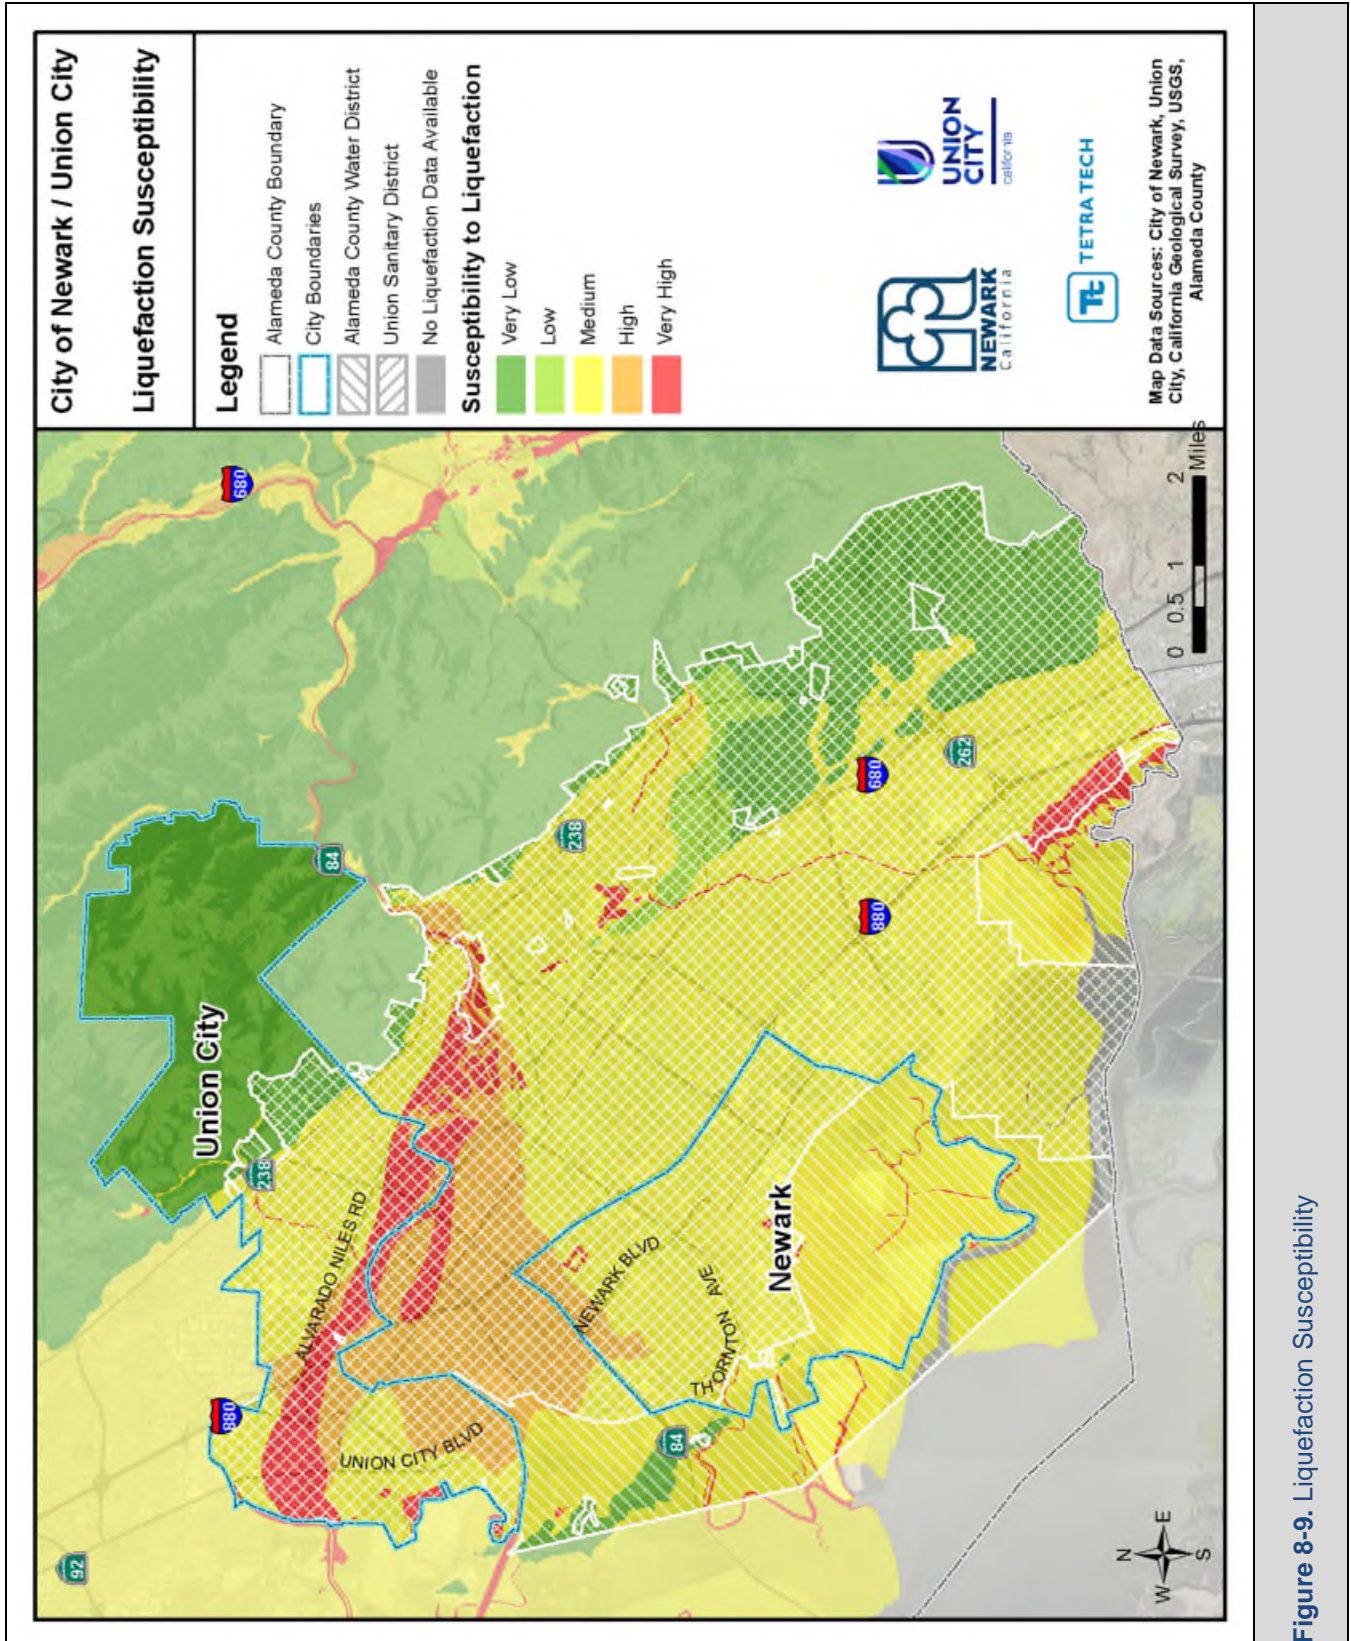 City of Newark / Union City
Liquefaction Susceptibility
Legend
Alameda County Boundary
City Boundaries
Alameda County Water District
Union Sanitary District
No Liquefaction Data Available
Susceptibility to Liquefaction
Very Low
Low
Medium
High
Very High
NEWARK
California
UNION
CITY
california
TETRA TECH
Map Data Sources: City of Newark, Union
City, California Geological Survey, USGS,
Alameda County
92
880
680
Union City
238
84
ALVARADO NILES RD
UNION CITY BLVD
238
NEWARK BLVD
THORNTON AVE
84
Newark
880
680
262
0 0.5 1 2
Miles
N
W E
S
Figure 8-9. Liquefaction Susceptibility